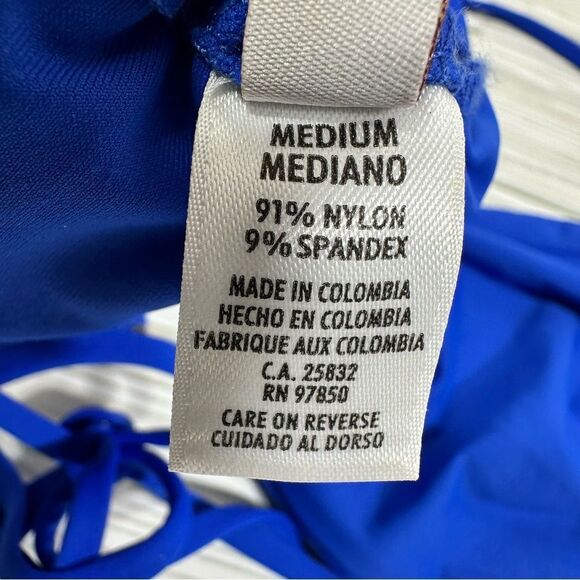 MEDIUM
MEDIANO
91% NYLON
9% SPANDEX
MADE IN COLOMBIA
HECHO EN COLOMBIA
FABRIQUE AUX COLOMBIA
C.A. 25832
RN 97850
CARE ON REVERSE
CUIDADO AL DORSO